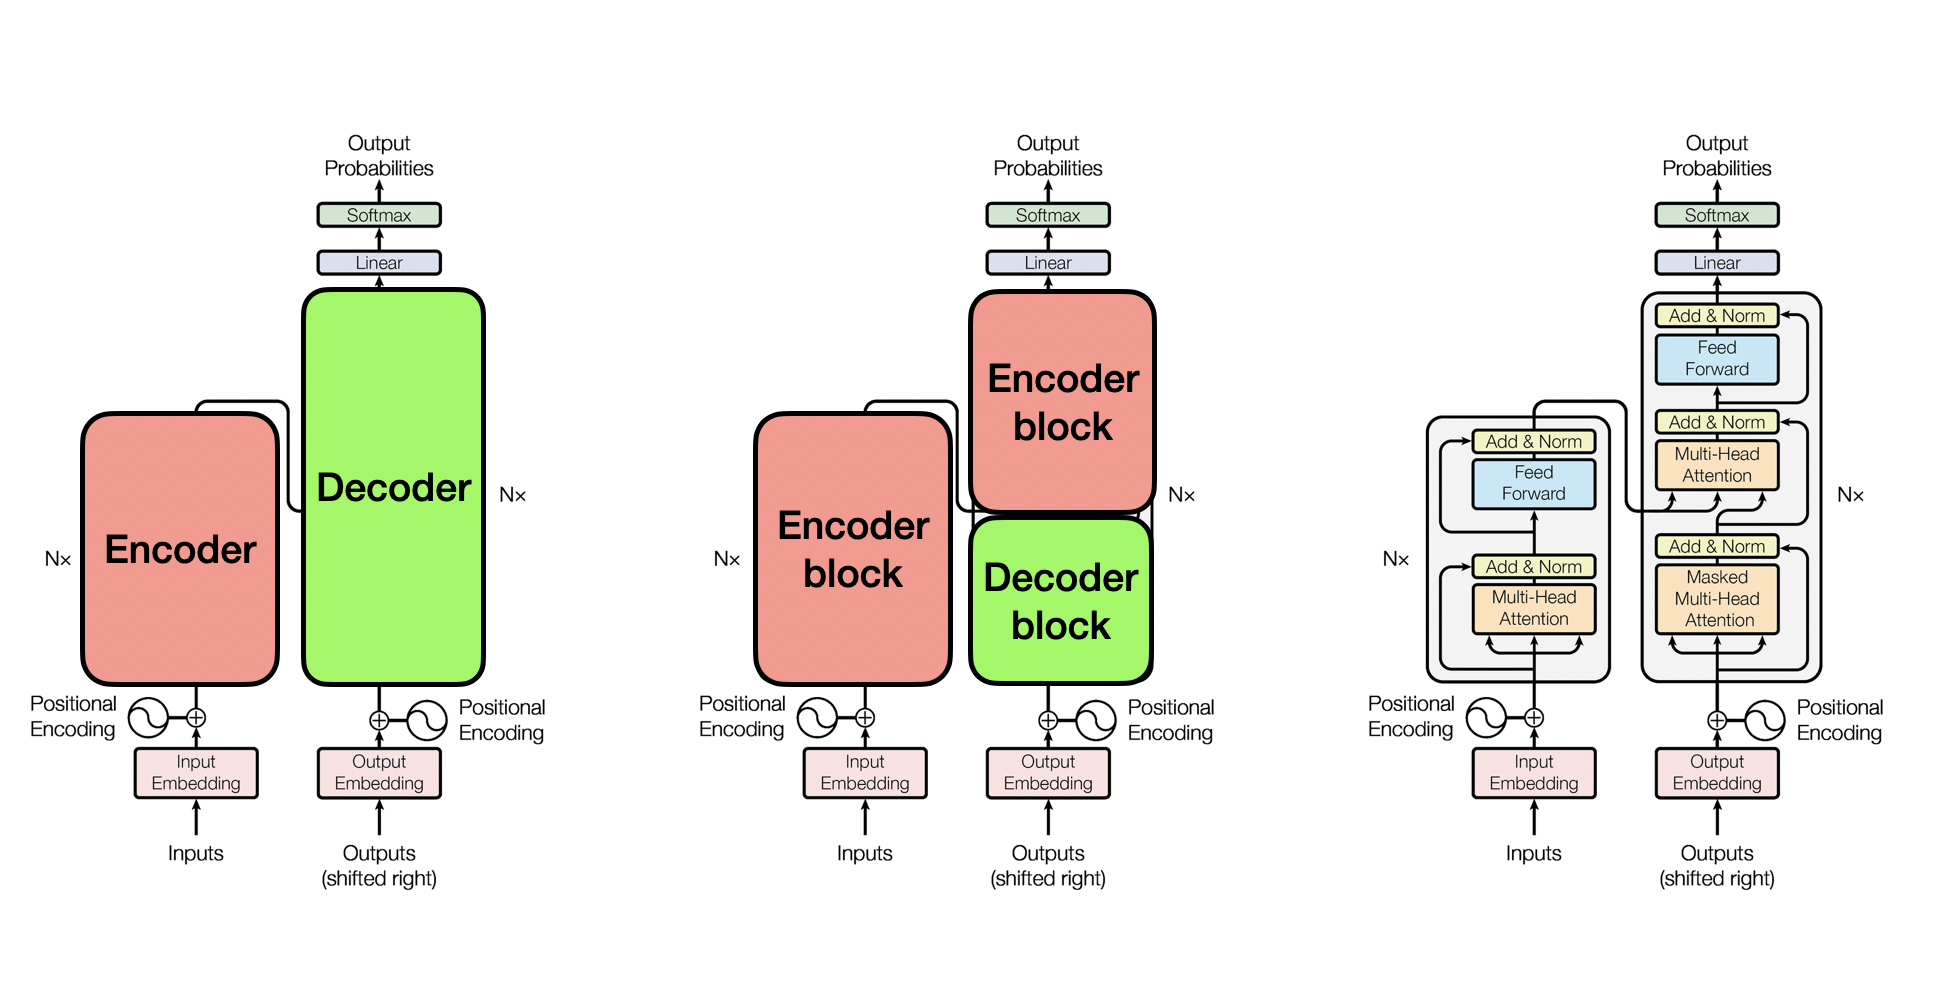 Output
Probabilities
Softmax
Linear
Decoder
Nx
Encoder
Nx
Positional
Encoding
Positional
Encoding
Input
Embedding
Output
Embedding
Inputs
Outputs
(shifted right)
Output
Probabilities
Softmax
Linear
Encoder
block
Nx
Encoder
block
Decoder
block
Nx
Positional
Encoding
Positional
Encoding
Input
Embedding
Output
Embedding
Inputs
Outputs
(shifted right)
Output
Probabilities
Softmax
Linear
Add & Norm
Feed
Forward
Add & Norm
Multi-Head
Attention
Nx
Add & Norm
Masked
Multi-Head
Attention
Add & Norm
Feed
Forward
Nx
Add & Norm
Multi-Head
Attention
Positional
Encoding
Positional
Encoding
Input
Embedding
Output
Embedding
Inputs
Outputs
(shifted right)